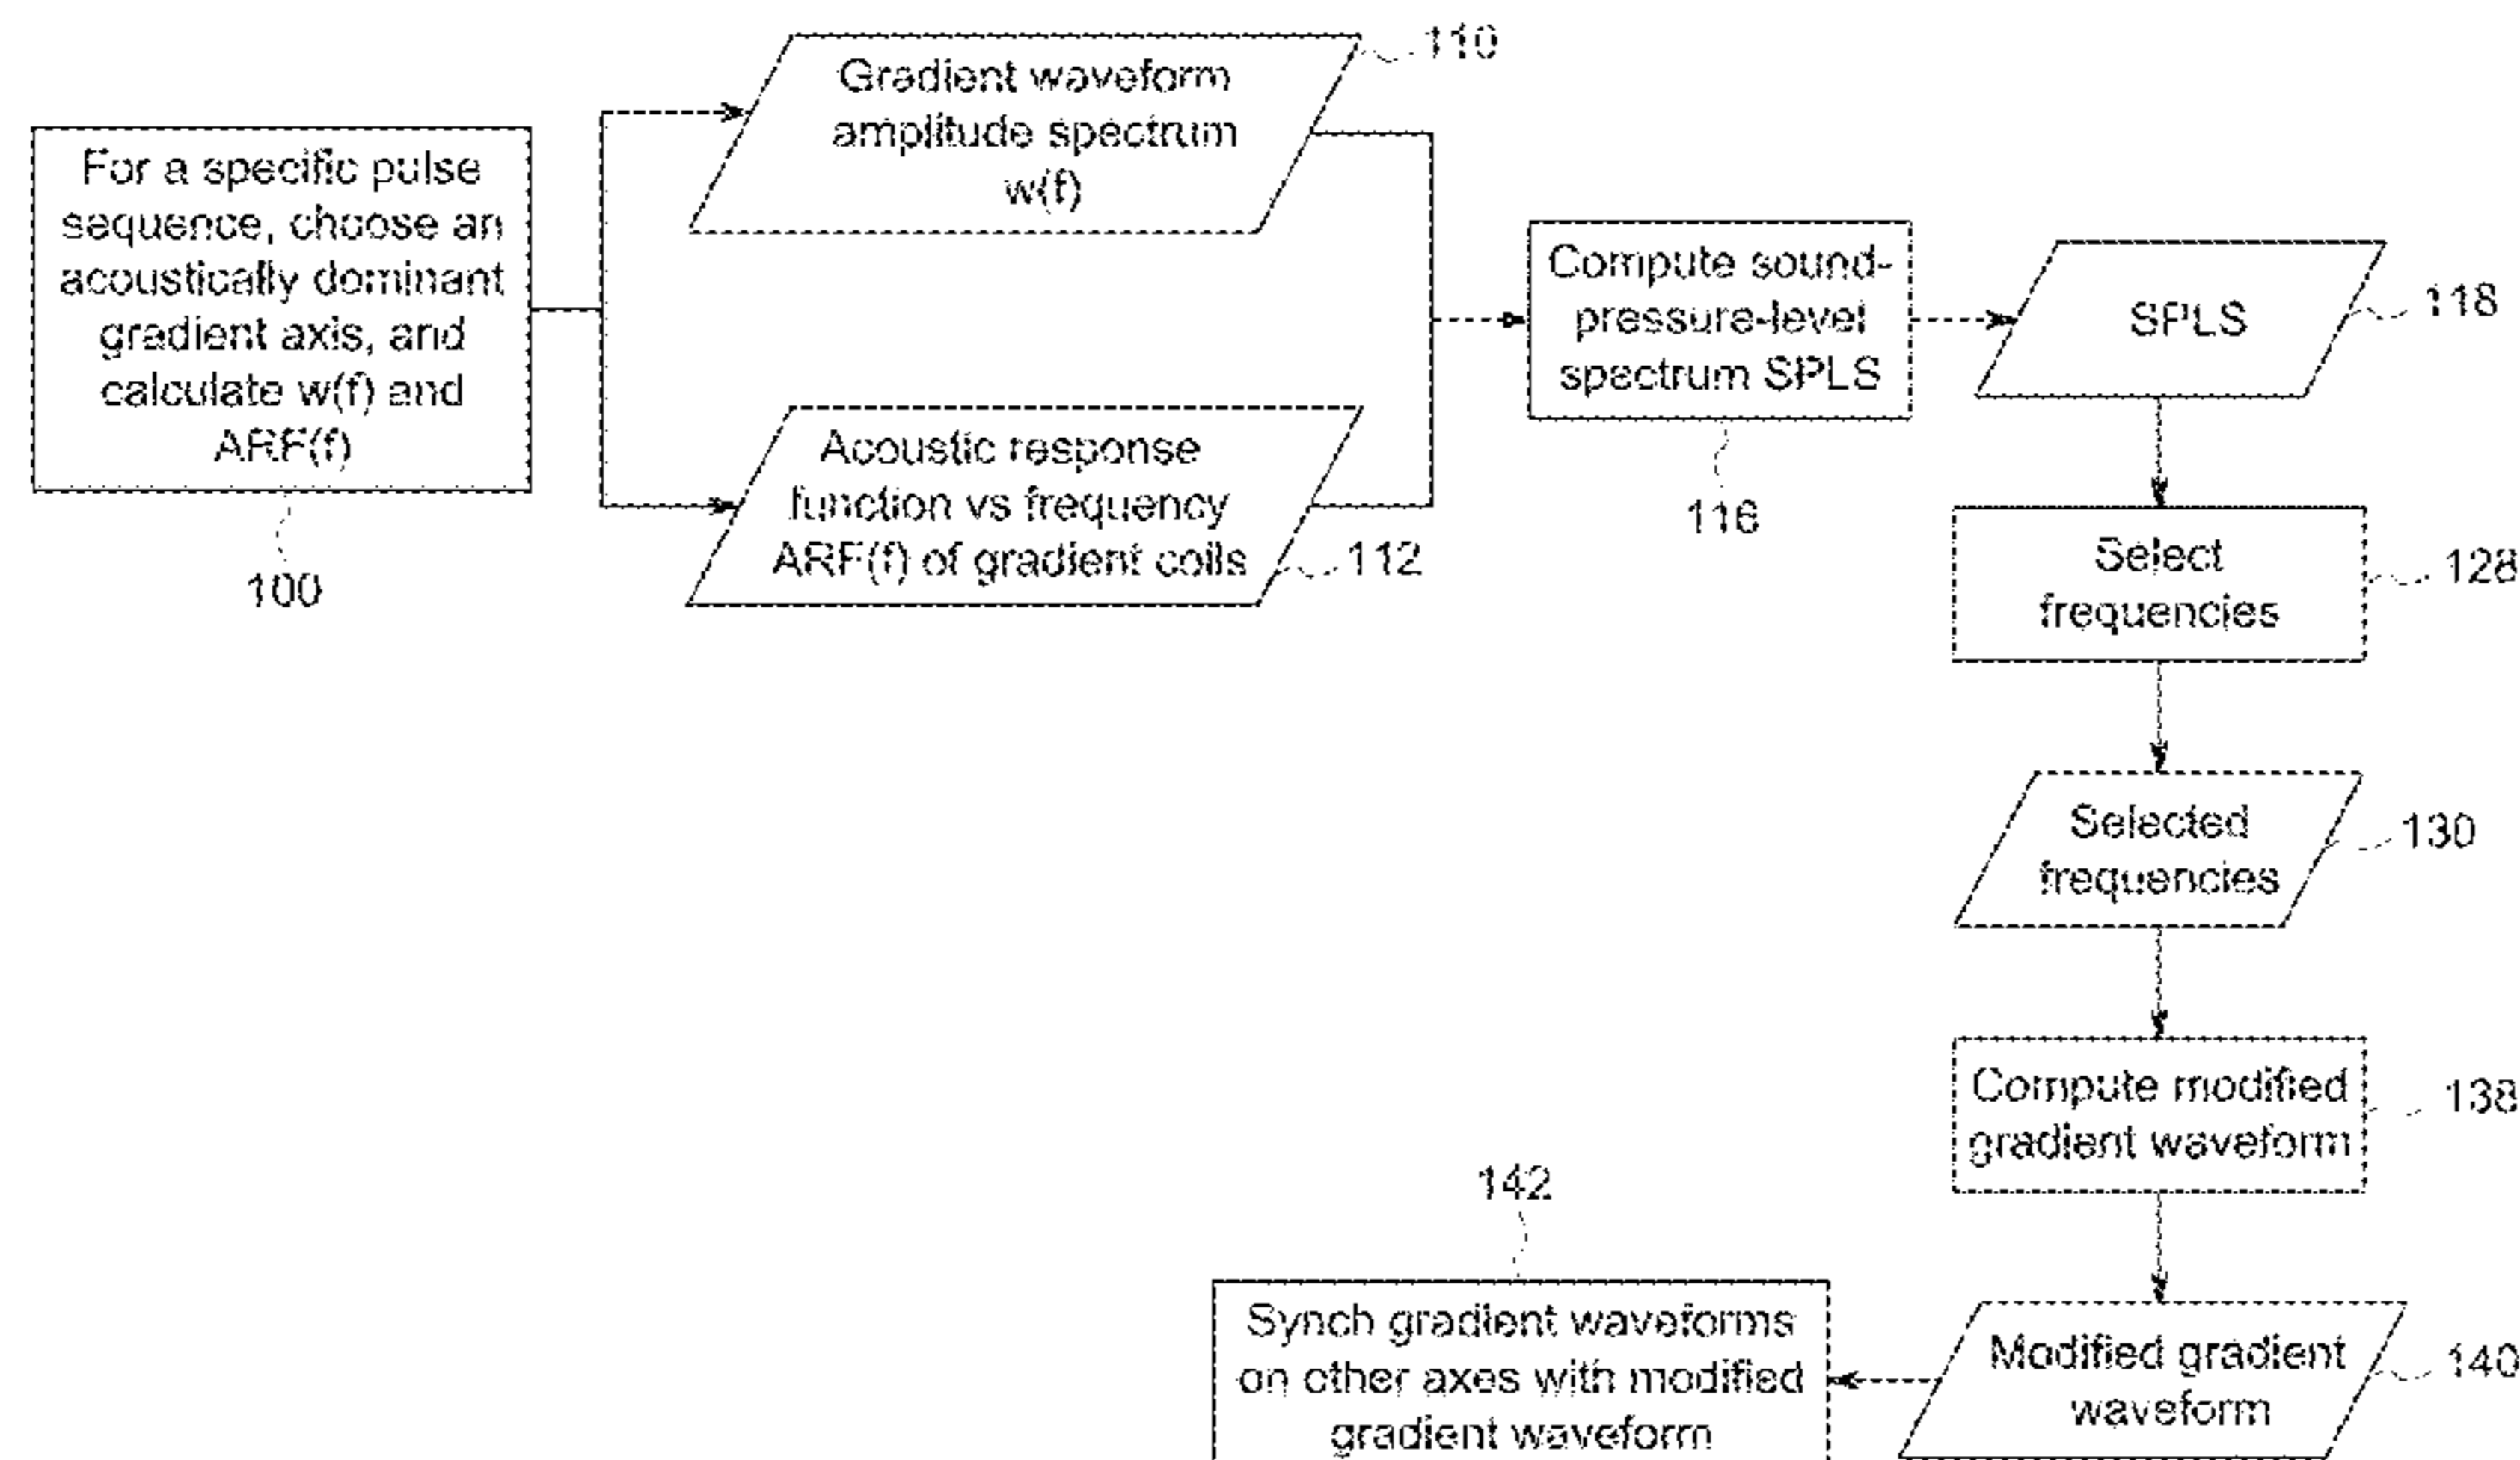 For a specific pulse
sequence, choose an
acoustically dominant
gradient axis, and
calculate w(f) and
ARF(f)
100
Gradient waveform
amplitude spectrum
w(f)
110
Acoustic response
function vs frequency
ARF(f) of gradient coils
112
Compute sound-
pressure-level
spectrum SPLS
116
SPLS
118
Select
frequencies
128
Selected
frequencies
130
Compute modified
gradient waveform
138
Modified gradient
waveform
140
142
Synch gradient waveforms
on other axes with modified
gradient waveform